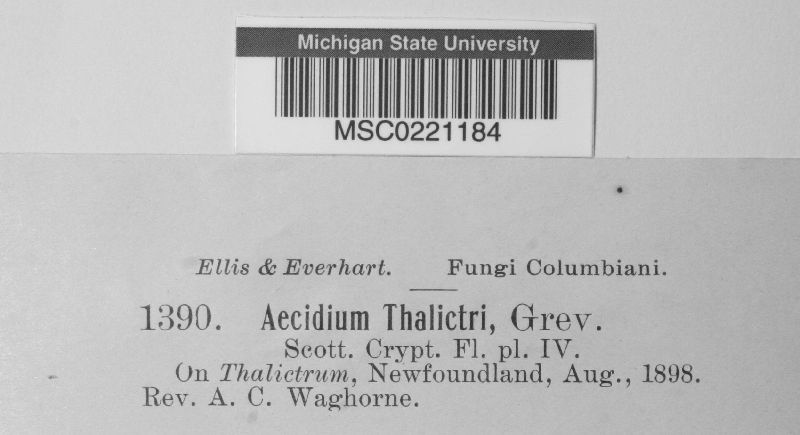 Michigan State University
MSC0221184
Ellis & Everhart. Fungi Columbiani.
1390. Aecidium Thalictri, Grev.
Scott. Crypt. Fl. pl. IV.
On Thalictrum, Newfoundland, Aug., 1898.
Rev. A. C. Waghorne.